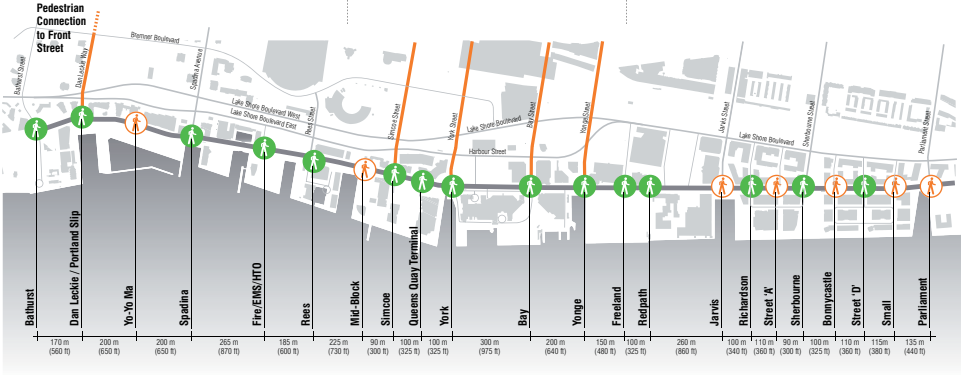 Pedestrian
Connection
to Front
Street
Bremner Boulevard
Bathurst Street
Dan Leckie Way
Spadina Avenue
Lake Shore Boulevard West
Lake Shore Boulevard East
Rees Street
Simcoe Street
York Street
Lake Shore Boulevard
Harbour Street
Bay Street
Yonge Street
Jarvis Street
Lake Shore Boulevard
Sherbourne Street
Parliament Street
Bathurst
Dan Leckie / Portland Slip
Yo-Yo Ma
Spadina
Fire/EMS/HTO
Rees
Mid-Block
Simcoe
Queens Quay Terminal
York
Bay
Yonge
Freeland
Redpath
Jarvis
Richardson
Street 'A'
Sherbourne
Bonnycastle
Street 'D'
Small
Parliament
170 m
(560 ft)
200 m
(650 ft)
200 m
(650 ft)
265 m
(870 ft)
185 m
(600 ft)
225 m
(730 ft)
90 m
(300 ft)
100 m
(325 ft)
100 m
(325 ft)
300 m
(975 ft)
200 m
(640 ft)
150 m
(480 ft)
100 m
(325 ft)
260 m
(860 ft)
100 m
(340 ft)
110 m
(360 ft)
90 m
(300 ft)
100 m
(325 ft)
110 m
(360 ft)
115m
(380 ft)
135 m
(440 ft)